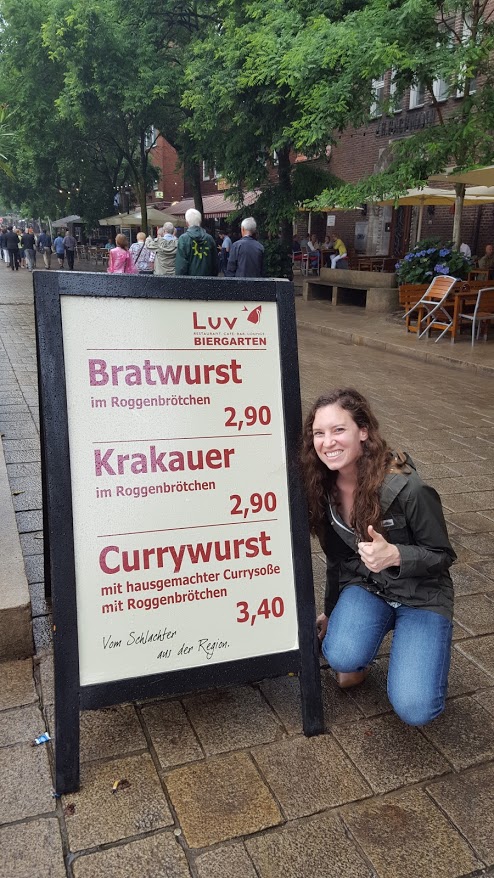 Luv
RESTAURANT CAFE BAR LOUNGE
BIERGARTEN
Bratwurst
im Roggenbrötchen
2,90
Krakauer
im Roggenbrötchen
2,90
Currywurst
mit hausgemachter Currysoße
mit Roggenbrötchen
3,40
Vom Schlachter
aus der Region.